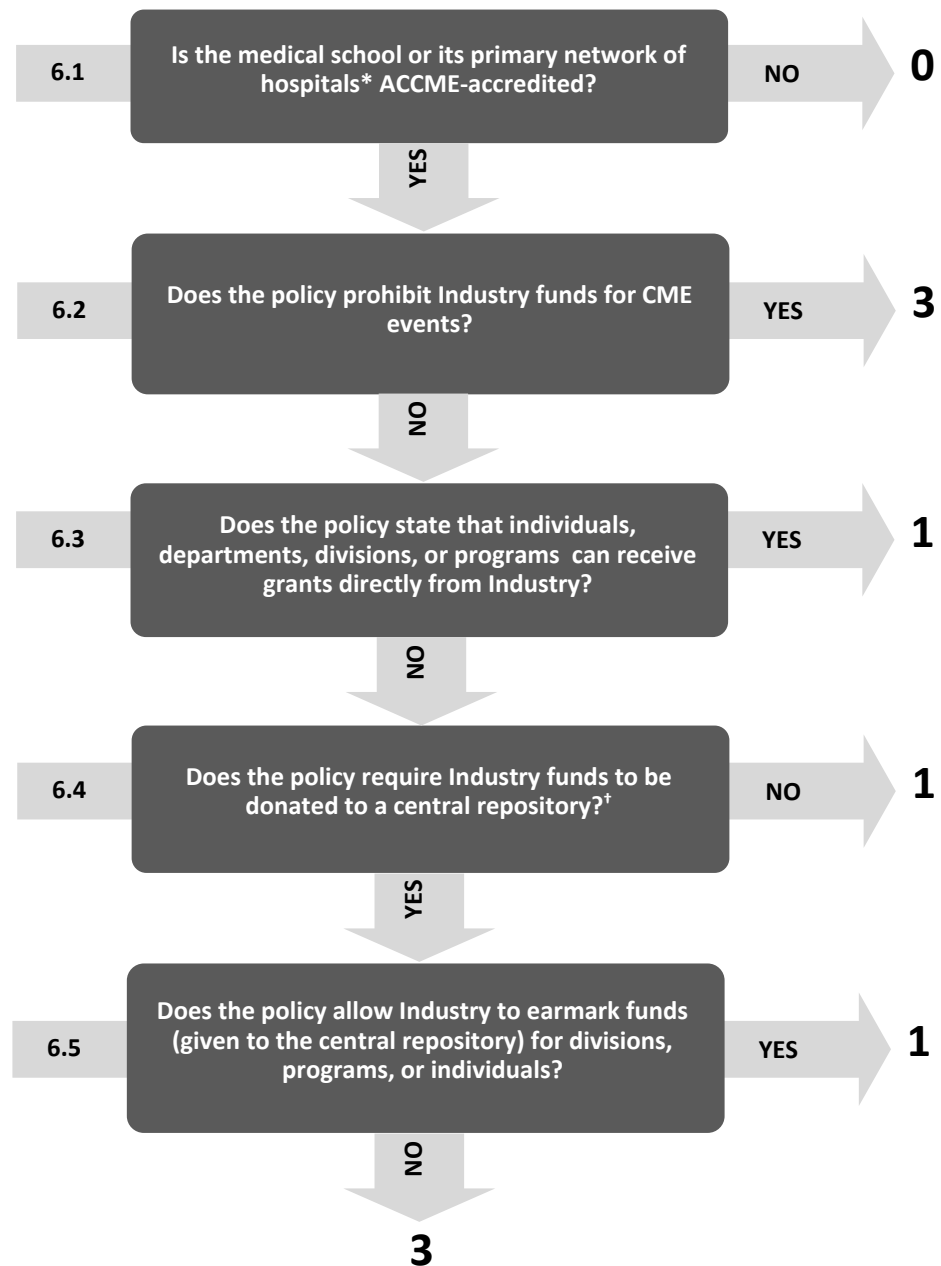 6.1
Is the medical school or its primary network of
hospitals* ACCME-accredited?
NO
0
YES
6.2
Does the policy prohibit Industry funds for CME
events?
YES
3
NO
6.3
Does the policy state that individuals,
departments, divisions, or programs can receive
grants directly from Industry?
YES
1
NO
6.4
Does the policy require Industry funds to be
donated to a central repository?†
NO
1
YES
6.5
Does the policy allow Industry to earmark funds
(given to the central repository) for divisions,
programs, or individuals?
YES
1
NO
3